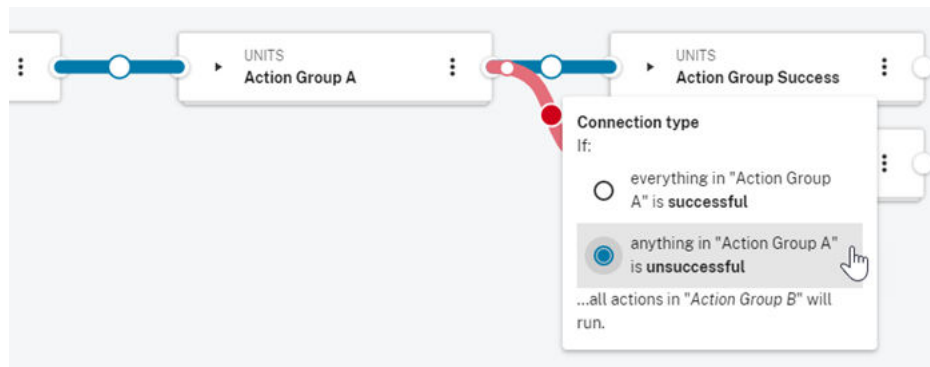 UNITS
Action Group A
UNITS
Action Group Success
Connection type
If:
everything in "Action Group
A" is successful
anything in "Action Group A"
is unsuccessful
...all actions in "Action Group B" will
run.